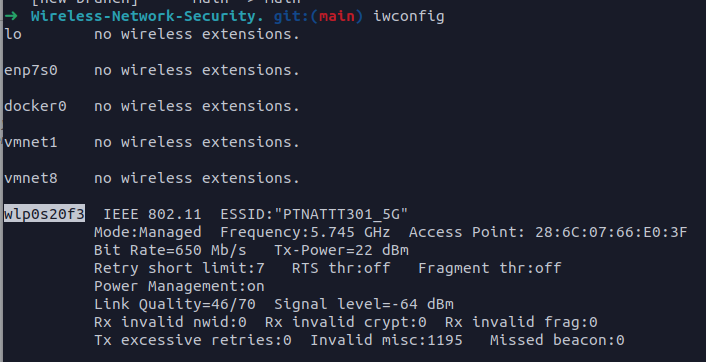 [new branch]      main -> main
➜  Wireless-Network-Security. git:(main) iwconfig
lo        no wireless extensions.
enp7s0    no wireless extensions.
docker0   no wireless extensions.
vmnet1    no wireless extensions.
vmnet8    no wireless extensions.
wlp0s20f3  IEEE 802.11  ESSID:"PTNATTT301_5G"
Mode:Managed  Frequency:5.745 GHz  Access Point: 28:6C:07:66:E0:3F
Bit Rate=650 Mb/s   Tx-Power=22 dBm
Retry short limit:7   RTS thr:off   Fragment thr:off
Power Management:on
Link Quality=46/70  Signal level=-64 dBm
Rx invalid nwid:0  Rx invalid crypt:0  Rx invalid frag:0
Tx excessive retries:0  Invalid misc:1195   Missed beacon:0